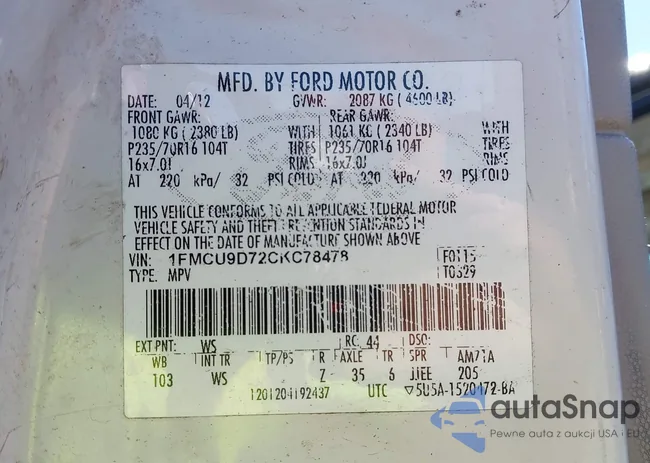 MFD. BY FORD MOTOR CO.
DATE: 04/12 GVWR: 2087 KG ( 4600 LB)
FRONT GAWR: REAR GAWR:
1080 KG ( 2380 LB) WITH 1061 KG ( 2340 LB) WITH
P235/70R16 104T TIRES P235/70R16 104T TIRES
16x7.0J RIMS 16x7.0J RIMS
AT 220 kPa/ 32 PSI COLD AT 220 kPa/ 32 PSI COLD
THIS VEHICLE CONFORMS TO ALL APPLICABLE FEDERAL MOTOR
VEHICLE SAFETY AND THEFT PREVENTION STANDARDS IN
EFFECT ON THE DATE OF MANUFACTURE SHOWN ABOVE
VIN: 1FMCU9D72CKC78478 F0115
TYPE: MPV T0329
EXT PNT: WS RC: 44 DSO:
WB INT TR TP/PS R AXLE TR SPR AM71A
103 WS Z 35 6 JJEE 205
1201204192437 UTC ▽5U5A-1520472-BA
autaSnap
Pewne auta z aukcji USA i EU